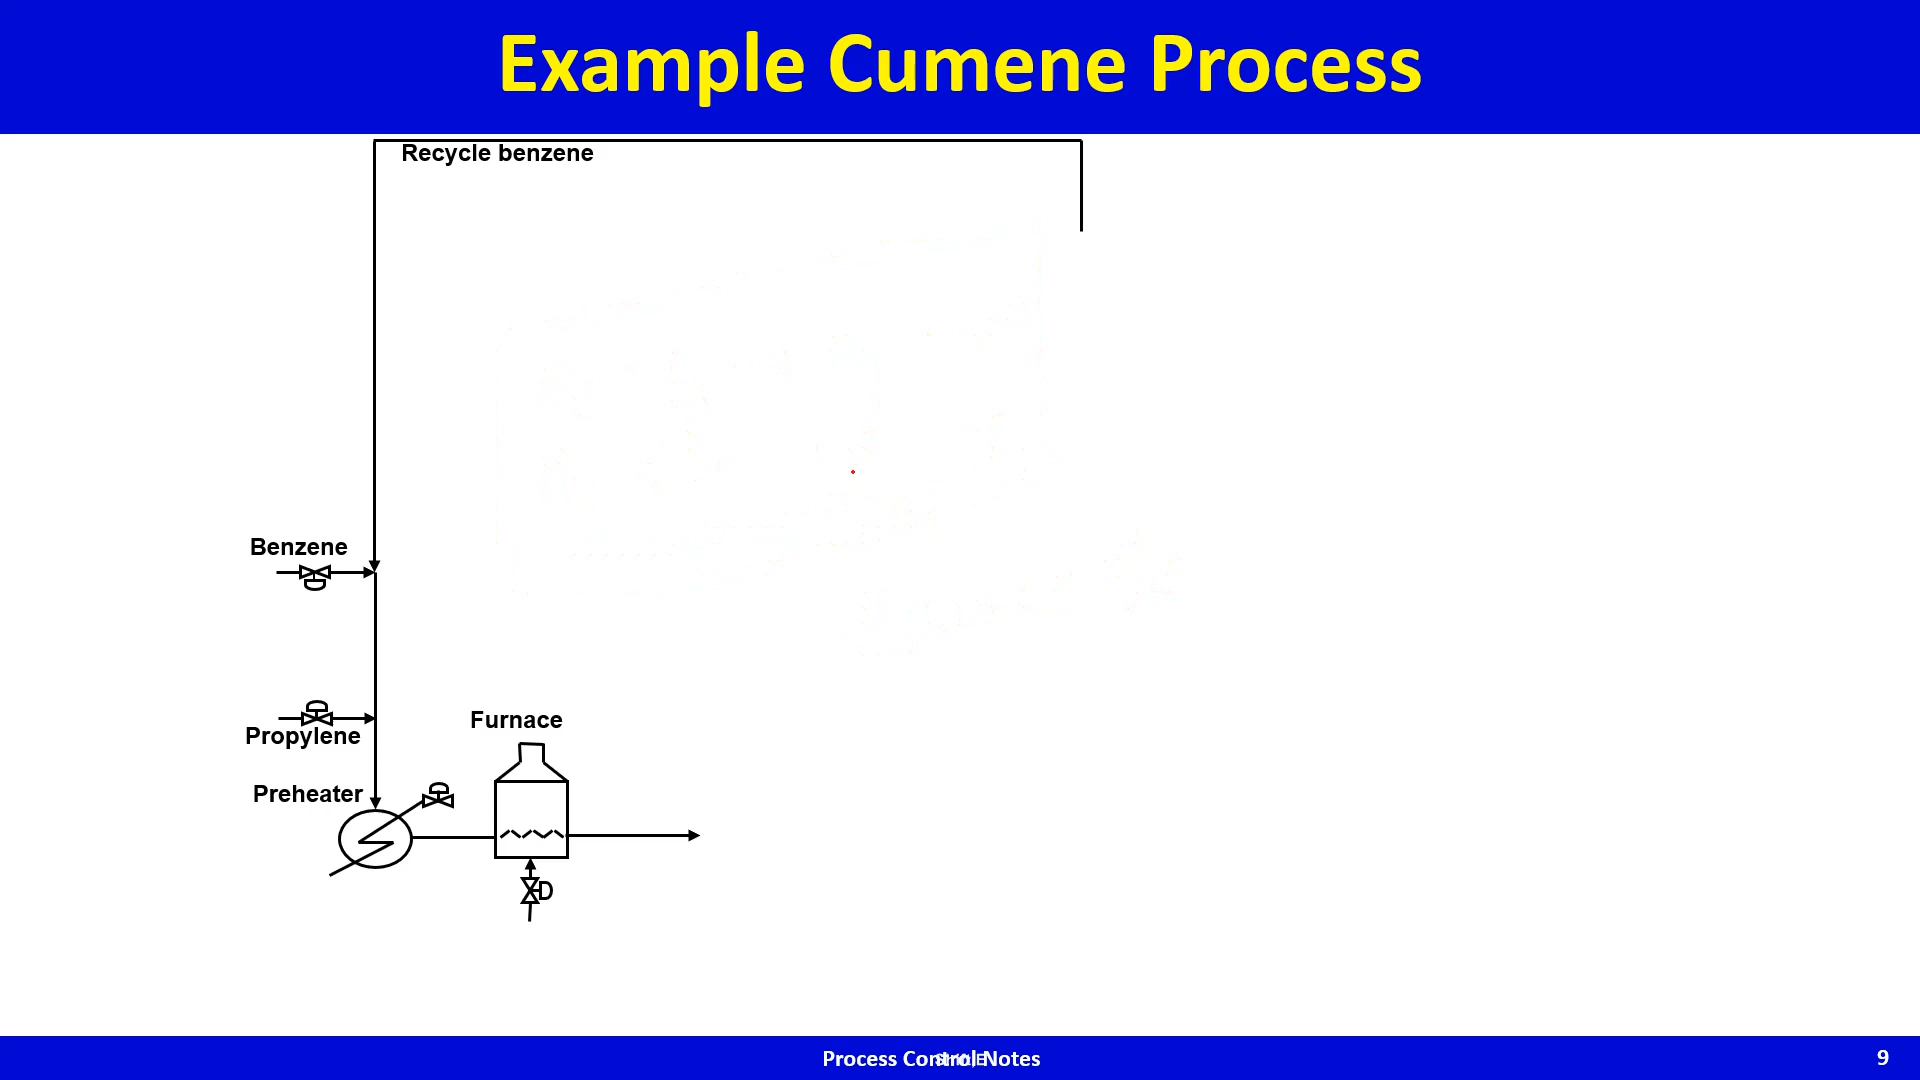 Example Cumene Process
Recycle benzene
Benzene
Propylene
Furnace
Preheater
Process Control Notes
9